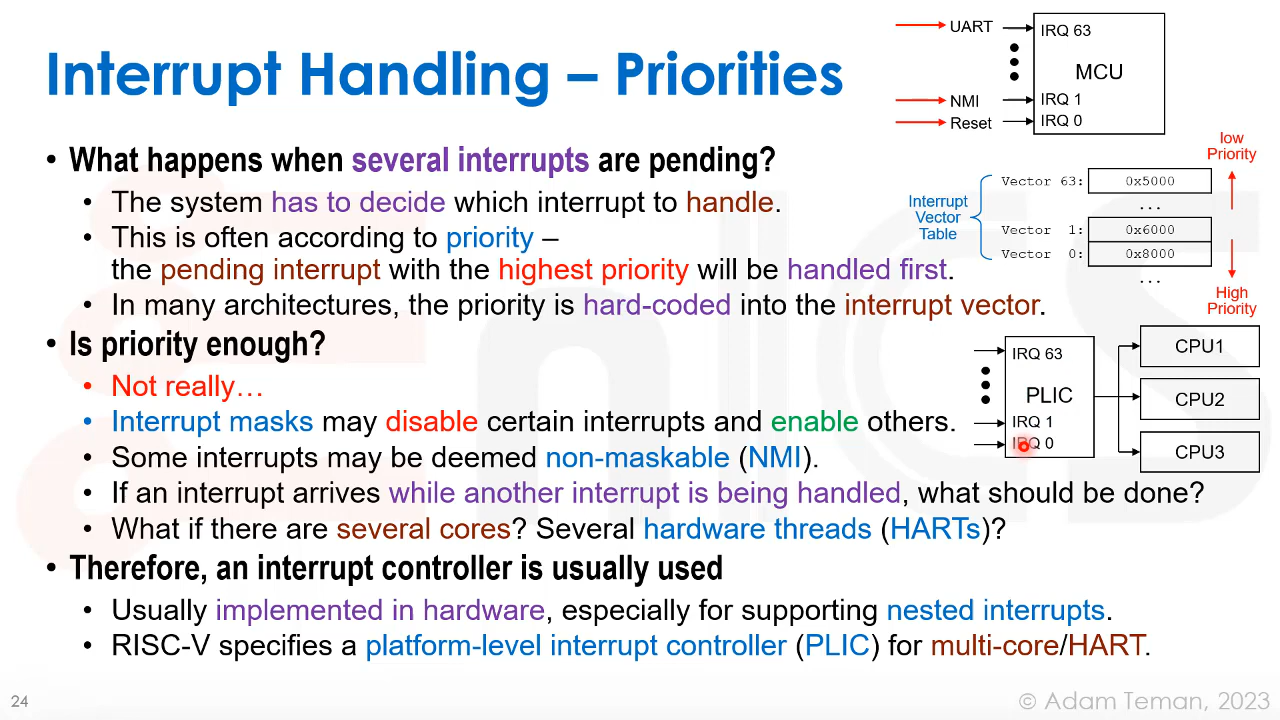 Interrupt Handling – Priorities
• What happens when several interrupts are pending?
• The system has to decide which interrupt to handle.
• This is often according to priority –
the pending interrupt with the highest priority will be handled first.
• In many architectures, the priority is hard-coded into the interrupt vector.
• Is priority enough?
• Not really…
• Interrupt masks may disable certain interrupts and enable others.
• Some interrupts may be deemed non-maskable (NMI).
• If an interrupt arrives while another interrupt is being handled, what should be done?
• What if there are several cores? Several hardware threads (HARTs)?
• Therefore, an interrupt controller is usually used
• Usually implemented in hardware, especially for supporting nested interrupts.
• RISC-V specifies a platform-level interrupt controller (PLIC) for multi-core/HART.
UART
IRQ 63
MCU
NMI
IRQ 1
Reset
IRQ 0
low
Priority
Interrupt
Vector
Table
Vector 63:
0x5000
...
Vector 1:
0x6000
Vector 0:
0x8000
...
High
Priority
IRQ 63
PLIC
IRQ 1
IRQ 0
CPU1
CPU2
CPU3
EnICS
24
© Adam Teman, 2023